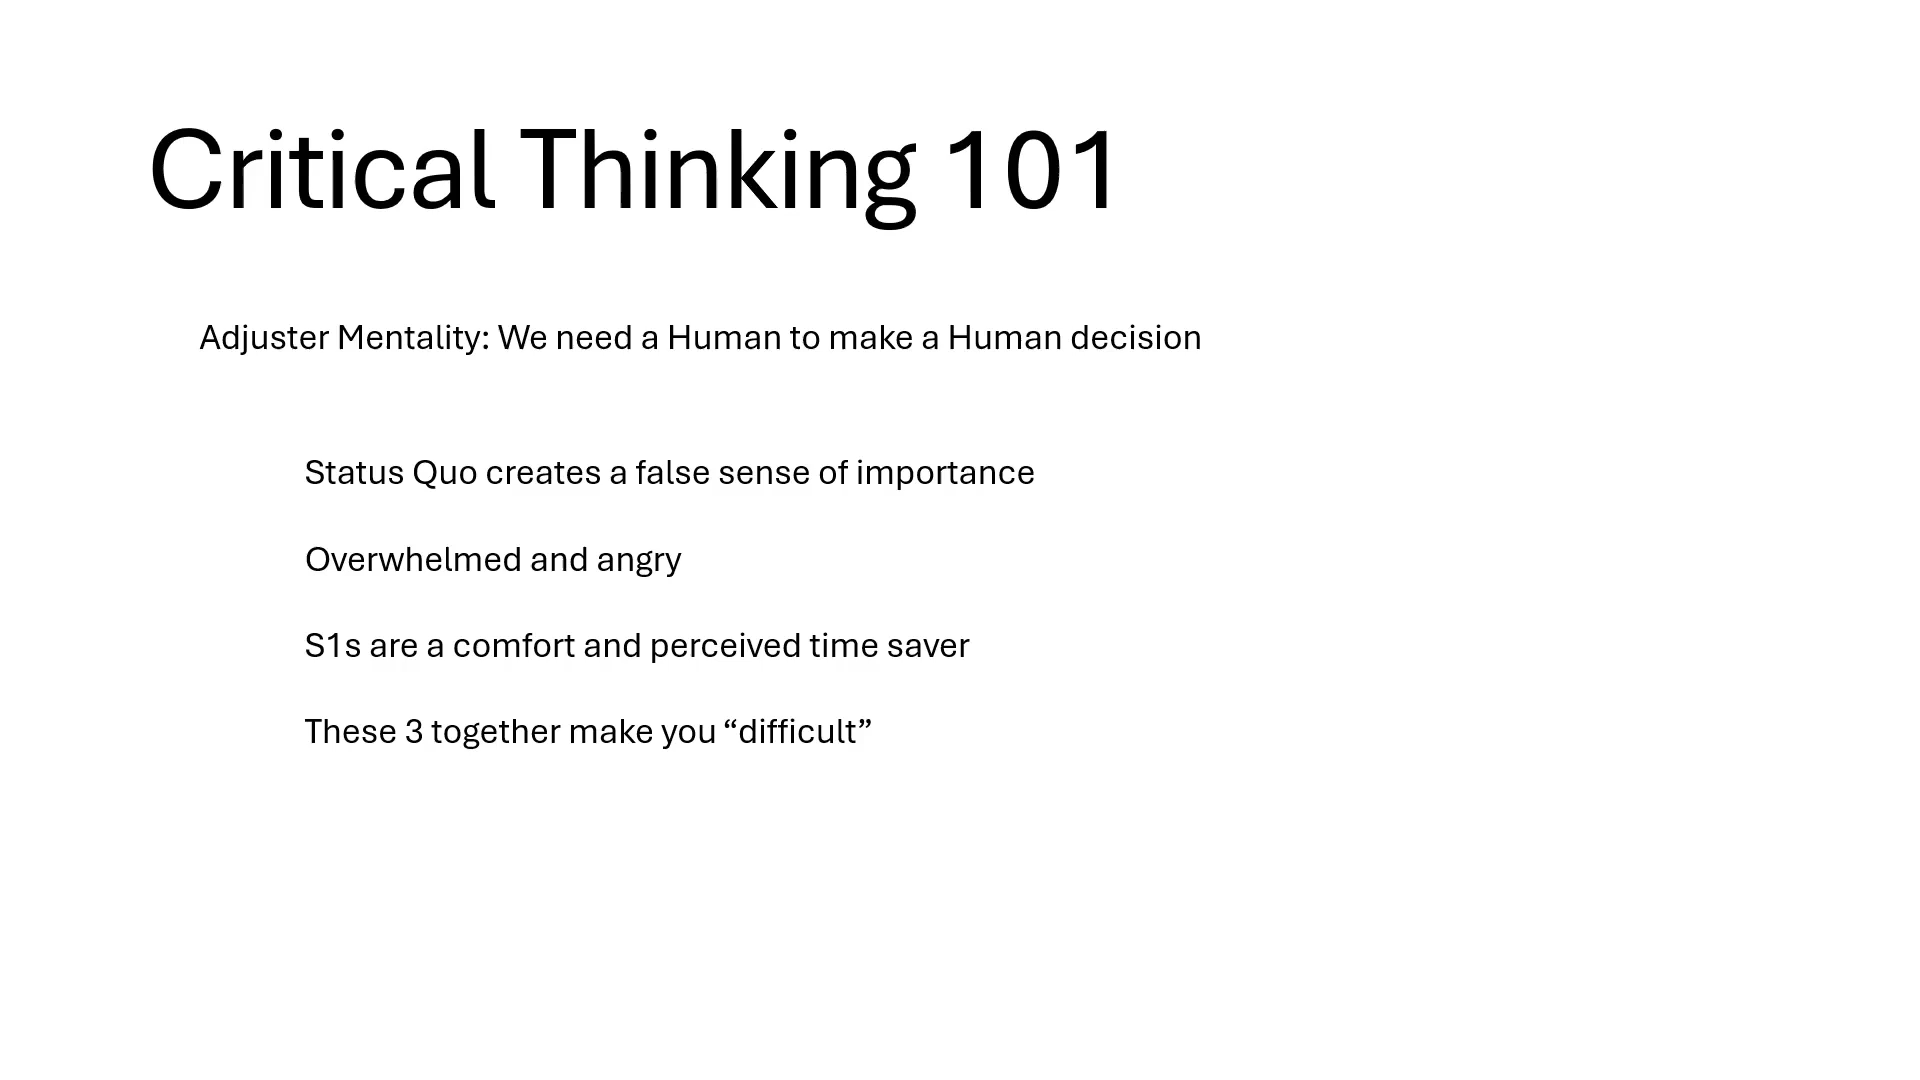 Critical Thinking 101
Adjuster Mentality: We need a Human to make a Human decision
Status Quo creates a false sense of importance
Overwhelmed and angry
S1s are a comfort and perceived time saver
These 3 together make you “difficult”